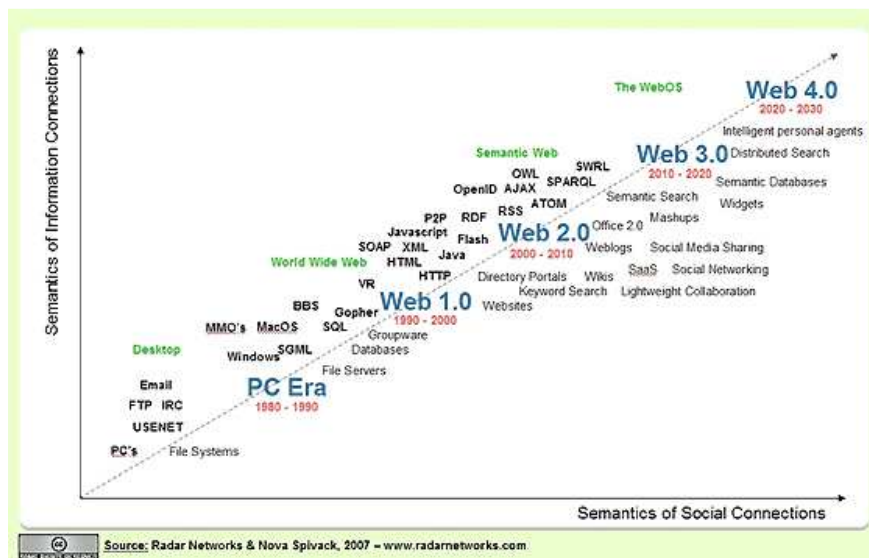 Semantics of Information Connections
The WebOS
Web 4.0
2020 - 2030
Intelligent personal agents
Semantic Web
SWRL
Web 3.0
2010 - 2020
Distributed Search
OWL
SPARQL
OpenID
AJAX
Semantic Databases
Semantic Search
Widgets
ATOM
RSS
P2P
RDF
Mashups
Javascript
Flash
Web 2.0
2000 - 2010
Office 2.0
SOAP
XML
Java
Weblogs
Social Media Sharing
World Wide Web
HTML
HTTP
Directory Portals
Wikis
SaaS
Social Networking
VR
Keyword Search
Lightweight Collaboration
BBS
Gopher
Web 1.0
1990 - 2000
Websites
MMO's
MacOS
SQL
Groupware
Desktop
Windows
SGML
Databases
File Servers
Email
PC Era
1980 - 1990
FTP
IRC
USENET
PC's
File Systems
Semantics of Social Connections
cc
Source: Radar Networks & Nova Spivack, 2007 – www.radarnetworks.com